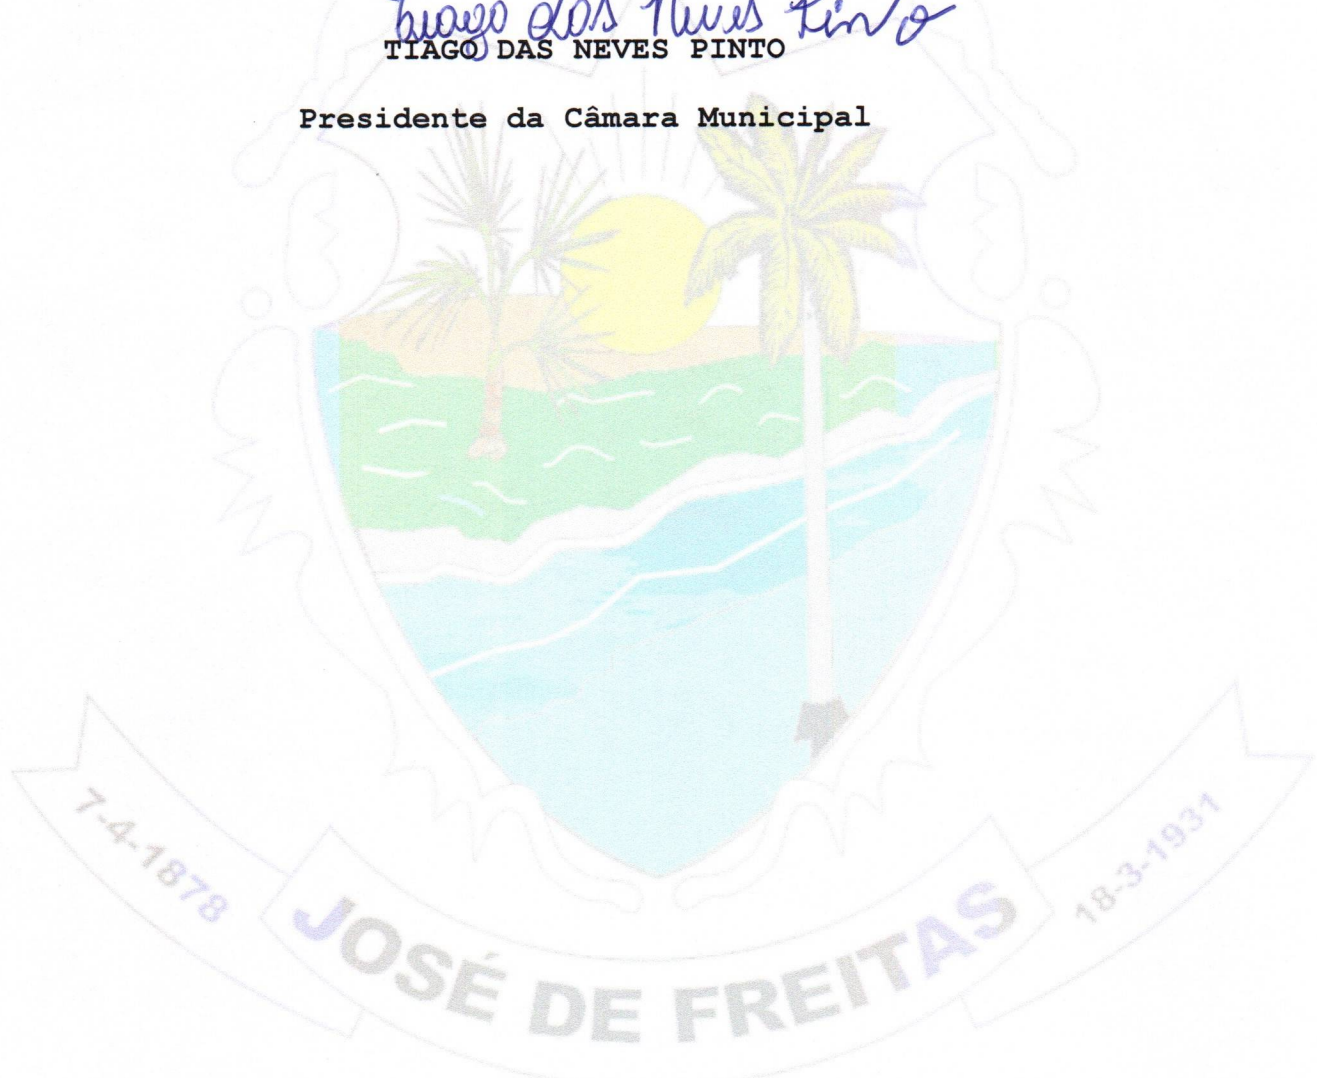 Tiago das Neves Pinto
TIAGO DAS NEVES PINTO
Presidente da Câmara Municipal
7-4-1878
JOSÉ DE FREITAS
18-3-1931